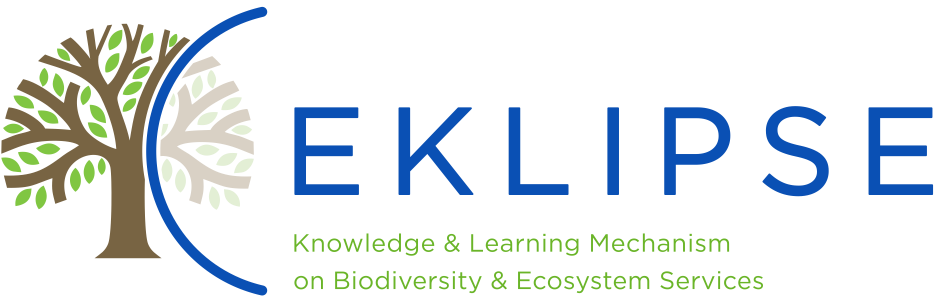 EKLIPSE
Knowledge & Learning Mechanism
on Biodiversity & Ecosystem Services